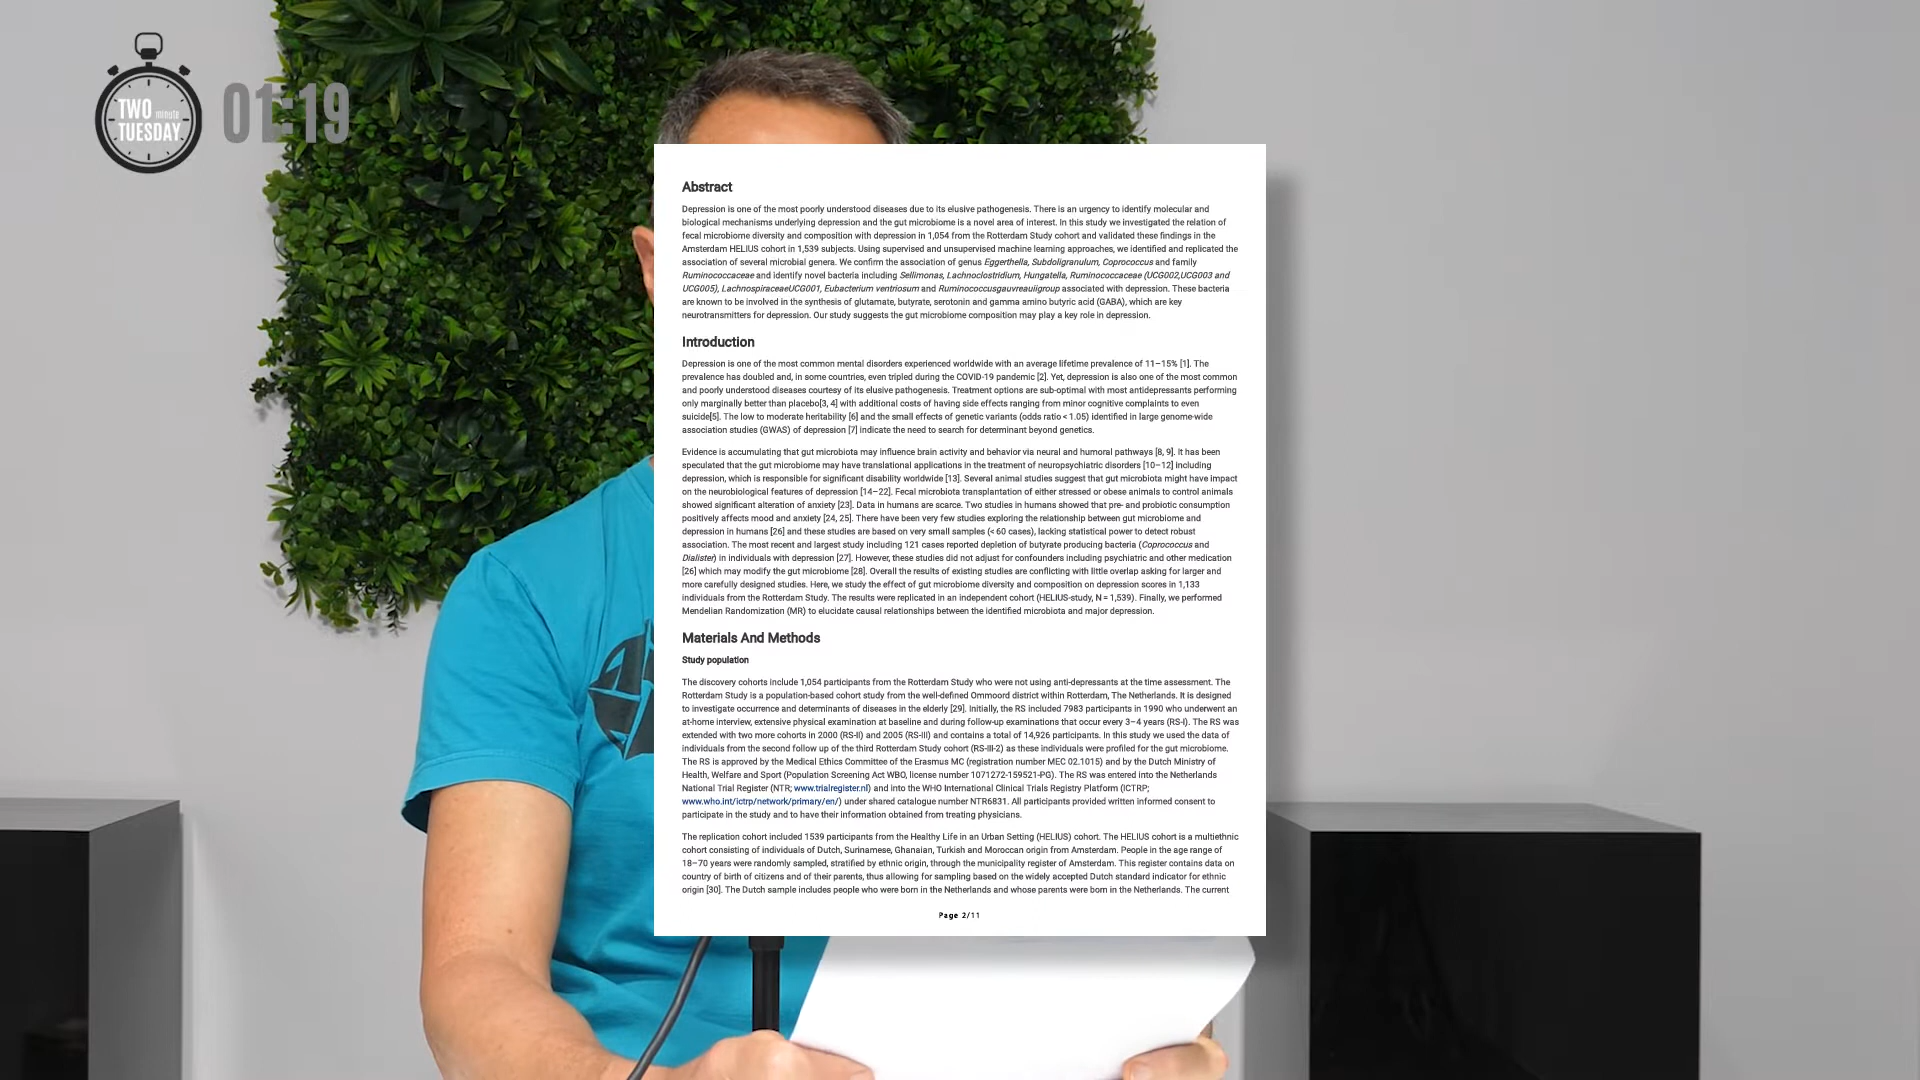 TWO minute
TUESDAY
01:19
Abstract
Depression is one of the most poorly understood diseases due to its elusive pathogenesis. There is an urgency to identify molecular and
biological mechanisms underlying depression and the gut microbiome is a novel area of interest. In this study we investigated the relation of
fecal microbiome diversity and composition with depression in 1,054 from the Rotterdam Study cohort and validated these findings in the
Amsterdam HELIUS cohort in 1,539 subjects. Using supervised and unsupervised machine learning approaches, we identified and replicated the
association of several microbial genera. We confirm the association of genus Eggerthella, Subdoligranulum, Coprococcus and family
Ruminococcaceae and identify novel bacteria including Sellimonas, Lachnoclostridium, Hungatella, Ruminococcaceae (UCG002,UCG003 and
UCG005), LachnospiraceaeUCG001, Eubacterium ventriosum and Ruminococcusgauvreauiigroup associated with depression. These bacteria
are known to be involved in the synthesis of glutamate, butyrate, serotonin and gamma amino butyric acid (GABA), which are key
neurotransmitters for depression. Our study suggests the gut microbiome composition may play a key role in depression.
Introduction
Depression is one of the most common mental disorders experienced worldwide with an average lifetime prevalence of 11–15% [1]. The
prevalence has doubled and, in some countries, even tripled during the COVID-19 pandemic [2]. Yet, depression is also one of the most common
and poorly understood diseases courtesy of its elusive pathogenesis. Treatment options are sub-optimal with most antidepressants performing
only marginally better than placebo[3, 4] with additional costs of having side effects ranging from minor cognitive complaints to even
suicide[5]. The low to moderate heritability [6] and the small effects of genetic variants (odds ratio < 1.05) identified in large genome-wide
association studies (GWAS) of depression [7] indicate the need to search for determinant beyond genetics.
Evidence is accumulating that gut microbiota may influence brain activity and behavior via neural and humoral pathways [8, 9]. It has been
speculated that the gut microbiome may have translational applications in the treatment of neuropsychiatric disorders [10–12] including
depression, which is responsible for significant disability worldwide [13]. Several animal studies suggest that gut microbiota might have impact
on the neurobiological features of depression [14–22]. Fecal microbiota transplantation of either stressed or obese animals to control animals
showed significant alteration of anxiety [23]. Data in humans are scarce. Two studies in humans showed that pre- and probiotic consumption
positively affects mood and anxiety [24, 25]. There have been very few studies exploring the relationship between gut microbiome and
depression in humans [26] and these studies are based on very small samples (< 60 cases), lacking statistical power to detect robust
association. The most recent and largest study including 121 cases reported depletion of butyrate producing bacteria (Coprococcus and
Dialister) in individuals with depression [27]. However, these studies did not adjust for confounders including psychiatric and other medication
[26] which may modify the gut microbiome [28]. Overall the results of existing studies are conflicting with little overlap asking for larger and
more carefully designed studies. Here, we study the effect of gut microbiome diversity and composition on depression scores in 1,133
individuals from the Rotterdam Study. The results were replicated in an independent cohort (HELIUS-study, N = 1,539). Finally, we performed
Mendelian Randomization (MR) to elucidate causal relationships between the identified microbiota and major depression.
Materials And Methods
Study population
The discovery cohorts include 1,054 participants from the Rotterdam Study who were not using anti-depressants at the time assessment. The
Rotterdam Study is a population-based cohort study from the well-defined Ommoord district within Rotterdam, The Netherlands. It is designed
to investigate occurrence and determinants of diseases in the elderly [29]. Initially, the RS included 7983 participants in 1990 who underwent an
at-home interview, extensive physical examination at baseline and during follow-up examinations that occur every 3–4 years (RS-I). The RS was
extended with two more cohorts in 2000 (RS-II) and 2005 (RS-III) and contains a total of 14,926 participants. In this study we used the data of
individuals from the second follow up of the third Rotterdam Study cohort (RS-III-2) as these individuals were profiled for the gut microbiome.
The RS is approved by the Medical Ethics Committee of the Erasmus MC (registration number MEC 02.1015) and by the Dutch Ministry of
Health, Welfare and Sport (Population Screening Act WBO, license number 1071272-159521-PG). The RS was entered into the Netherlands
National Trial Register (NTR; www.trialregister.nl) and into the WHO International Clinical Trials Registry Platform (ICTRP;
www.who.int/ictrp/network/primary/en/) under shared catalogue number NTR6831. All participants provided written informed consent to
participate in the study and to have their information obtained from treating physicians.
The replication cohort included 1539 participants from the Healthy Life in an Urban Setting (HELIUS) cohort. The HELIUS cohort is a multiethnic
cohort consisting of individuals of Dutch, Surinamese, Ghanaian, Turkish and Moroccan origin from Amsterdam. People in the age range of
18–70 years were randomly sampled, stratified by ethnic origin, through the municipality register of Amsterdam. This register contains data on
country of birth of citizens and of their parents, thus allowing for sampling based on the widely accepted Dutch standard indicator for ethnic
origin [30]. The Dutch sample includes people who were born in the Netherlands and whose parents were born in the Netherlands. The current
Page 2/11